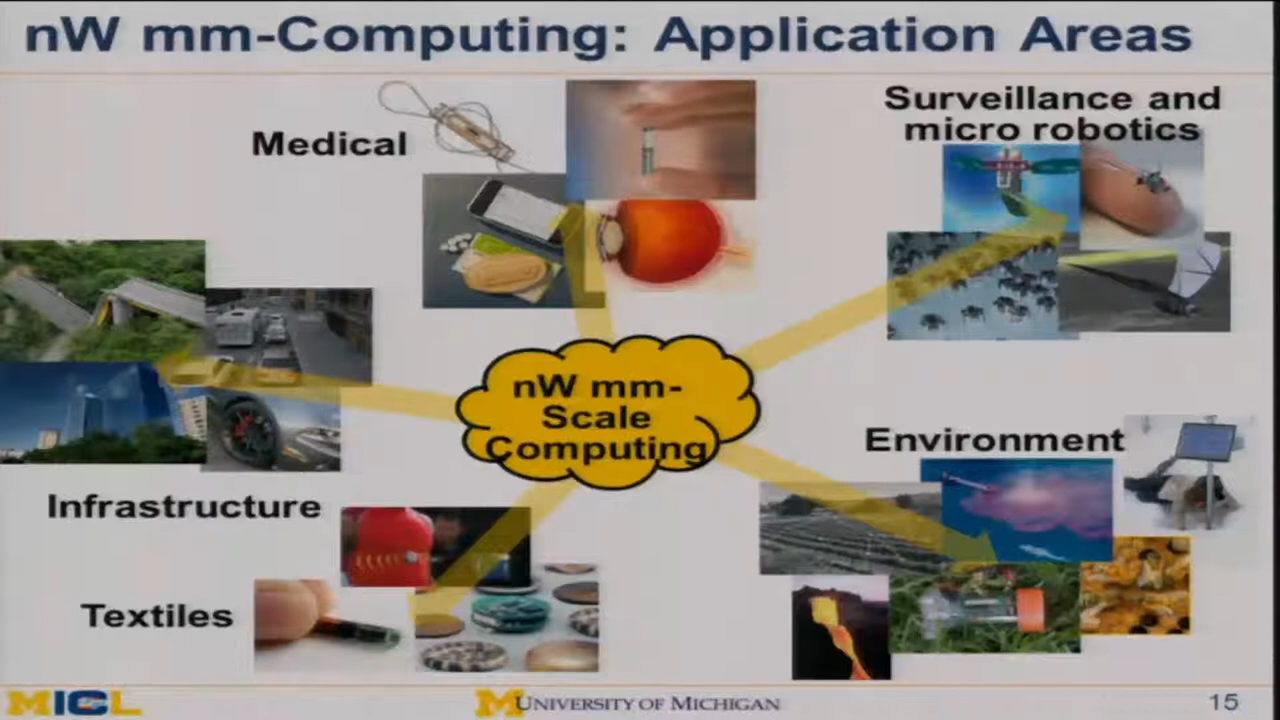 nW mm-Computing: Application Areas
Medical
Surveillance and
micro robotics
nW mm-
Scale
Computing
Environment
Infrastructure
Textiles
MICL
M UNIVERSITY OF MICHIGAN
15